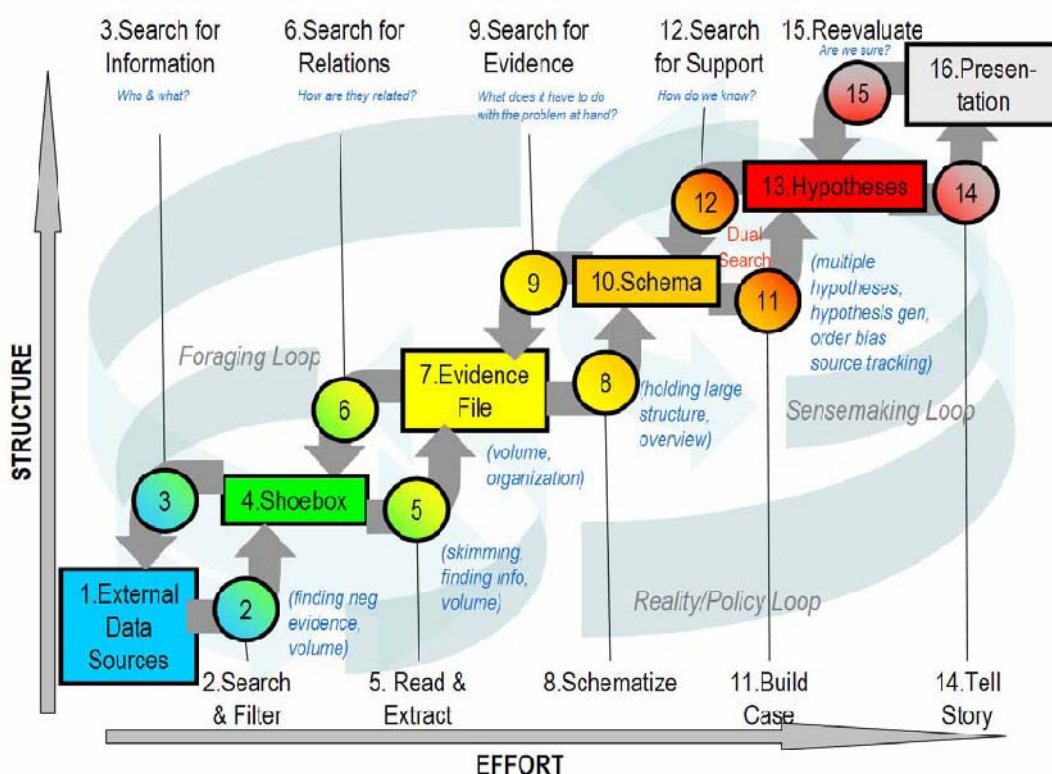 3.Search for
Information
Who & what?
6.Search for
Relations
How are they related?
9.Search for
Evidence
What does it have to do
with the problem at hand?
12.Search
for Support
How do we know?
15.Reevaluate
Are we sure?
16.Presen-
tation
15
13.Hypotheses
14
12
Dual
Search
9
10.Schema
11
(multiple
hypotheses,
hypothesis gen,
order bias
source tracking)
Foraging Loop
7.Evidence
File
8
6
(holding large
structure,
overview)
Sensemaking Loop
(volume,
organization)
3
4.Shoebox
5
(skimming,
finding info,
volume)
1.External
Data
Sources
2
(finding neg
evidence,
volume)
Reality/Policy Loop
2.Search
& Filter
5. Read &
Extract
8.Schematize
11.Build
Case
14.Tell
Story
STRUCTURE
EFFORT